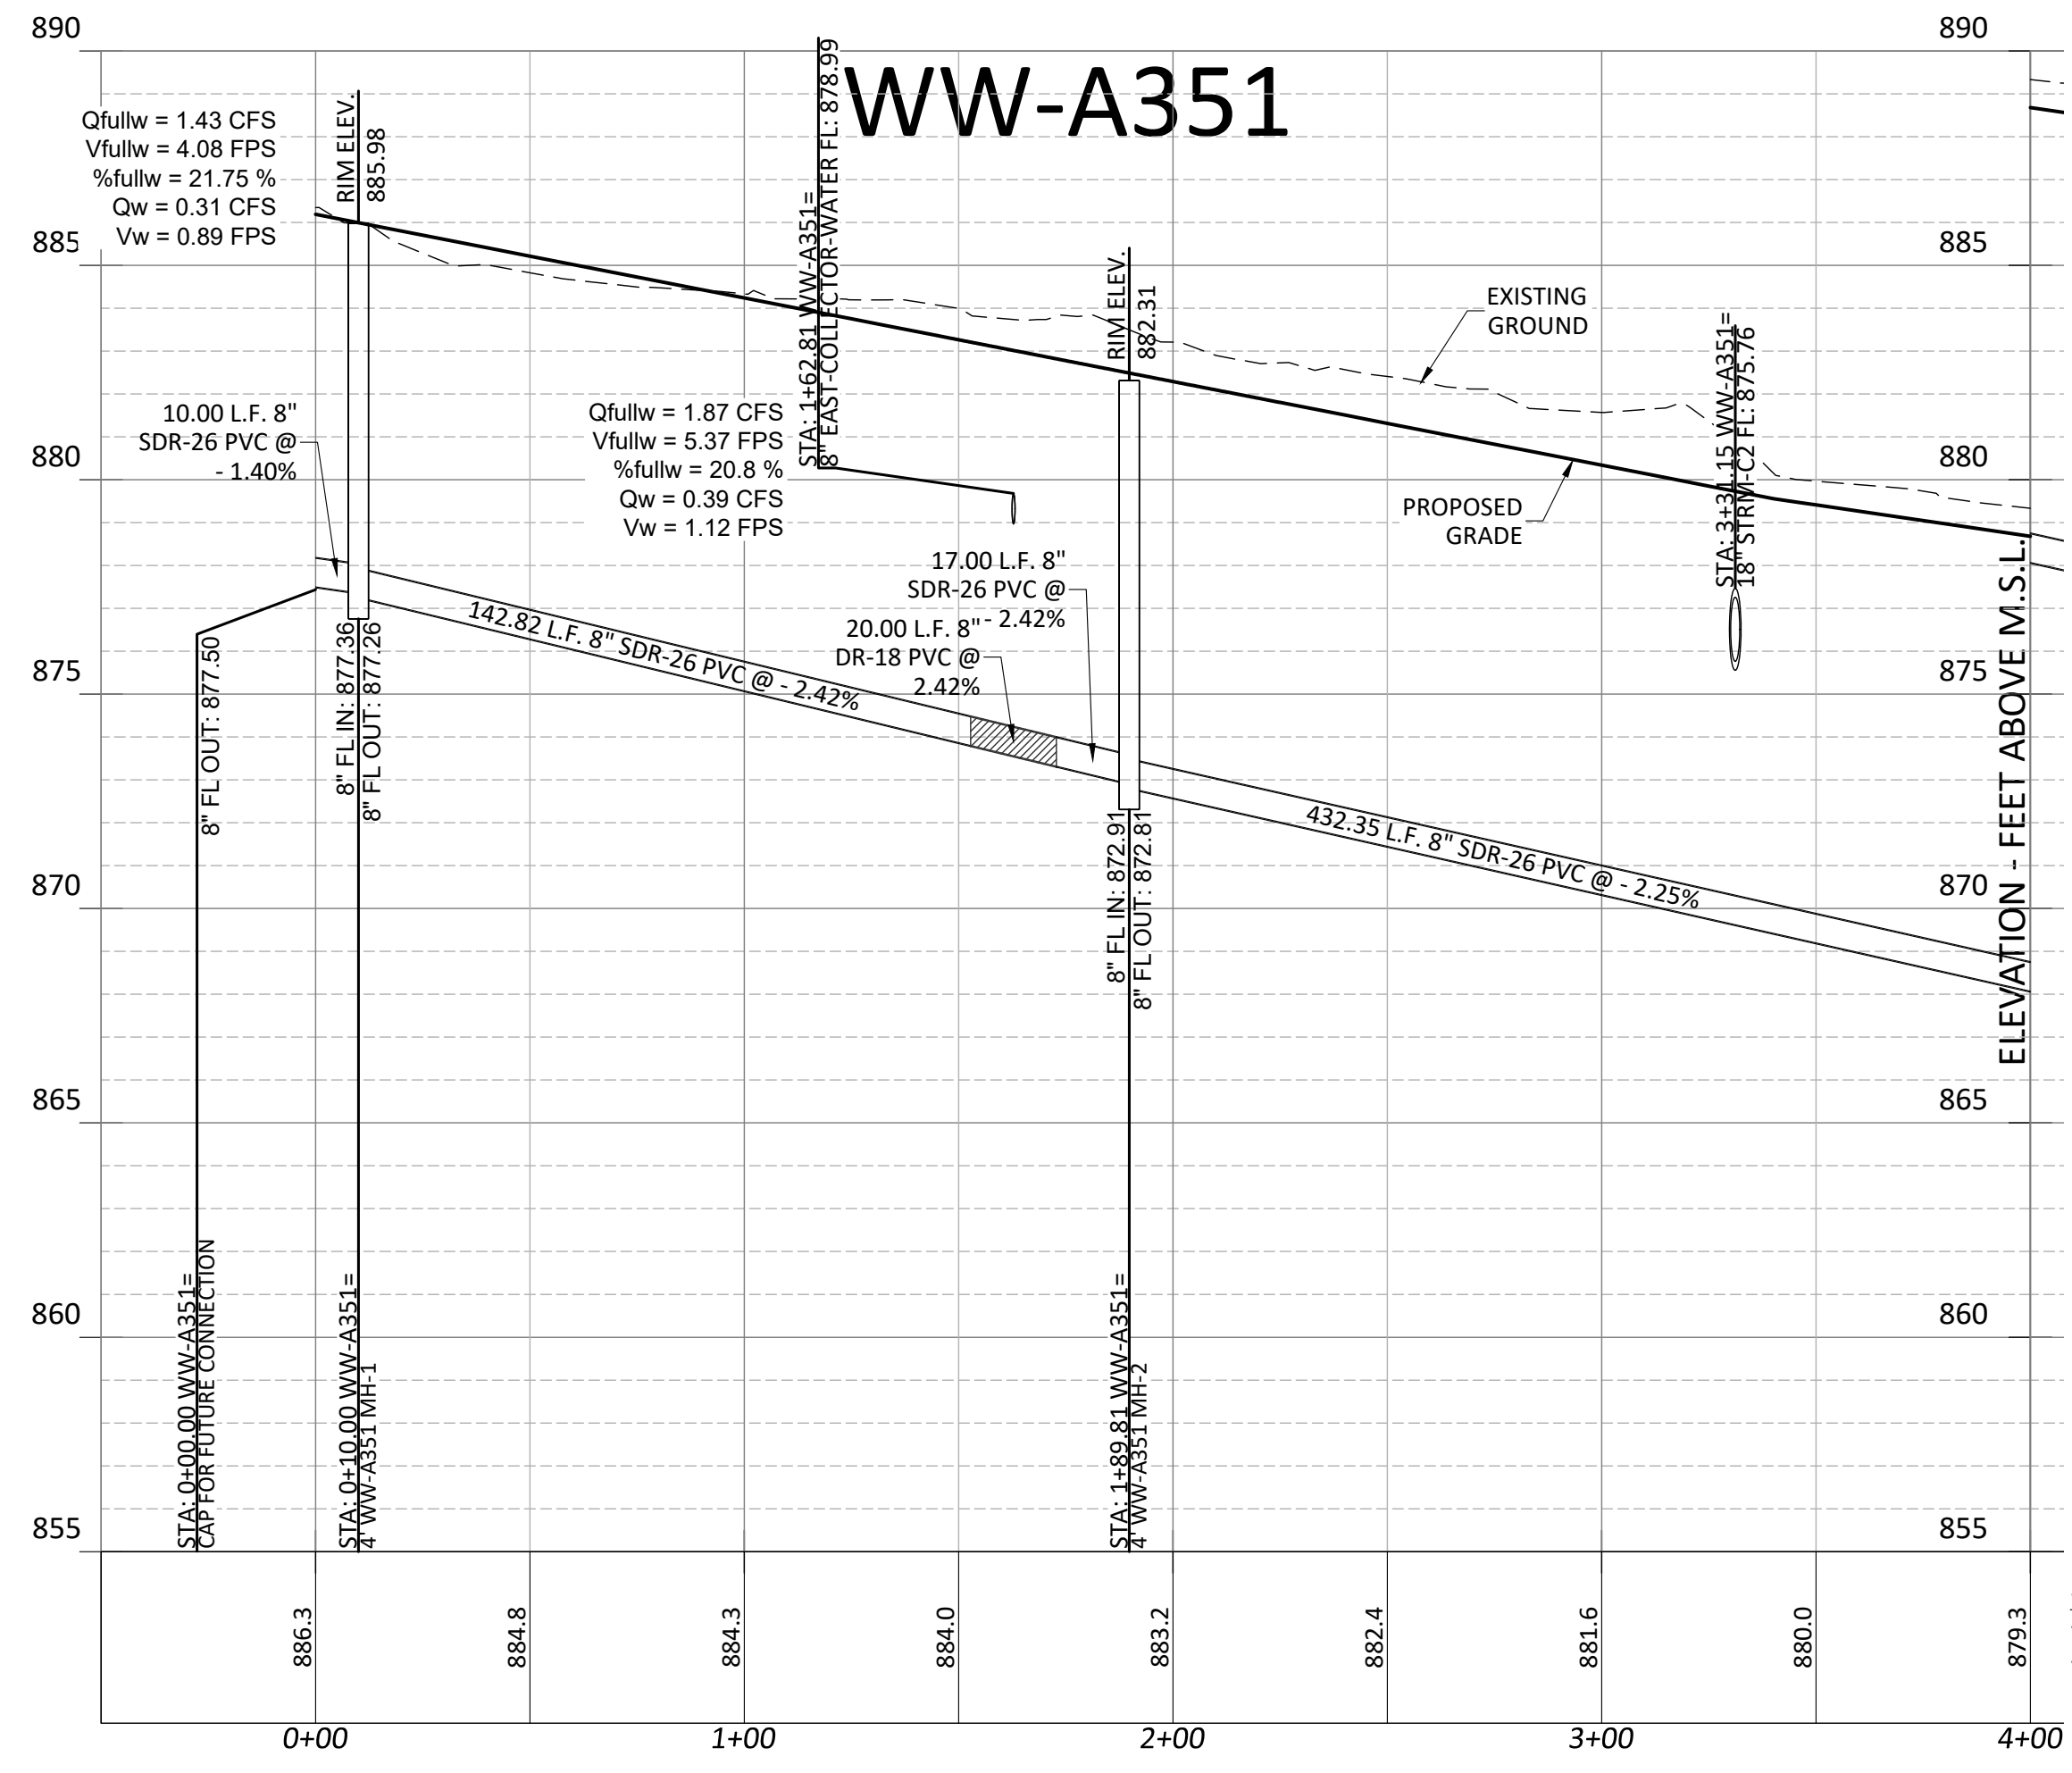 WW-A351
890
885
880
875
870
865
860
855
890
885
880
875
870
865
860
855
ELEVATION - FEET ABOVE M.S.L.
Qfullw = 1.43 CFS
Vfullw = 4.08 FPS
%fullw = 21.75 %
Qw = 0.31 CFS
Vw = 0.89 FPS
RIM ELEV.
885.98
10.00 L.F. 8"
SDR-26 PVC @
- 1.40%
8" FL OUT: 877.50
8" FL IN: 877.36
8" FL OUT: 877.26
142.82 L.F. 8" SDR-26 PVC @ - 2.42%
Qfullw = 1.87 CFS
Vfullw = 5.37 FPS
%fullw = 20.8 %
Qw = 0.39 CFS
Vw = 1.12 FPS
STA: 1+62.81 WW-A351=
8" EAST-COLLECTOR-WATER FL: 878.99
17.00 L.F. 8"
SDR-26 PVC @
- 2.42%
20.00 L.F. 8"
DR-18 PVC @
2.42%
RIM ELEV.
882.31
8" FL IN: 872.91
8" FL OUT: 872.81
EXISTING
GROUND
PROPOSED
GRADE
STA: 3+31.15 WW-A351=
18" STRM-C2 FL: 875.76
432.35 L.F. 8" SDR-26 PVC @ - 2.25%
STA: 0+00.00 WW-A351=
CAP FOR FUTURE CONNECTION
STA: 0+10.00 WW-A351=
4' WW-A351 MH-1
STA: 1+89.81 WW-A351=
4' WW-A351 MH-2
886.3
884.8
884.3
884.0
883.2
882.4
881.6
880.0
879.3
0+00
1+00
2+00
3+00
4+00